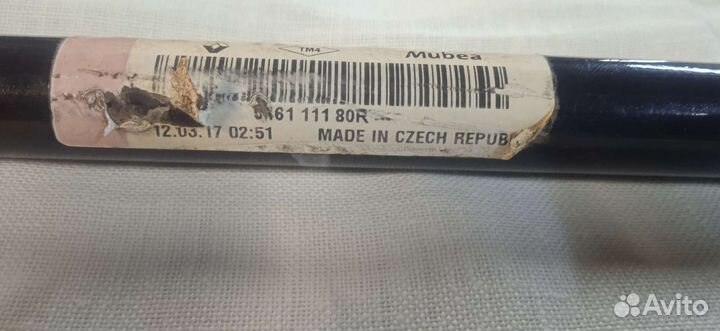 TM4 Mubea
61 111 80R
12.03.17 02:51 MADE IN CZECH REPUB
Avito